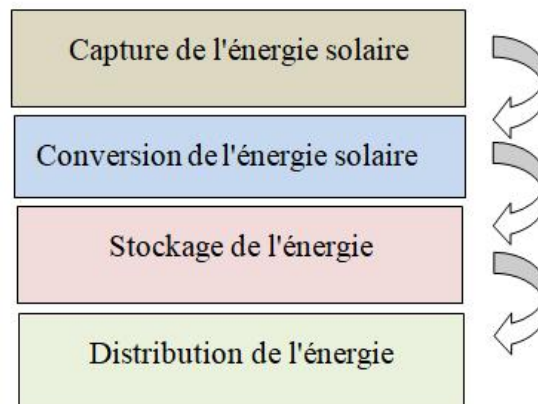 Capture de l'énergie solaire
Conversion de l'énergie solaire
Stockage de l'énergie
Distribution de l'énergie